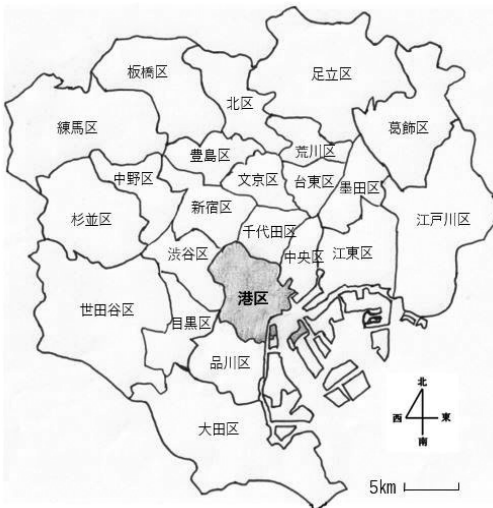 板橋区
北区
足立区
練馬区
葛飾区
豊島区
荒川区
中野区
文京区
台東区
墨田区
杉並区
新宿区
江戸川区
千代田区
渋谷区
中央区
江東区
港区
世田谷区
目黒区
品川区
大田区
北
西
東
南
5km